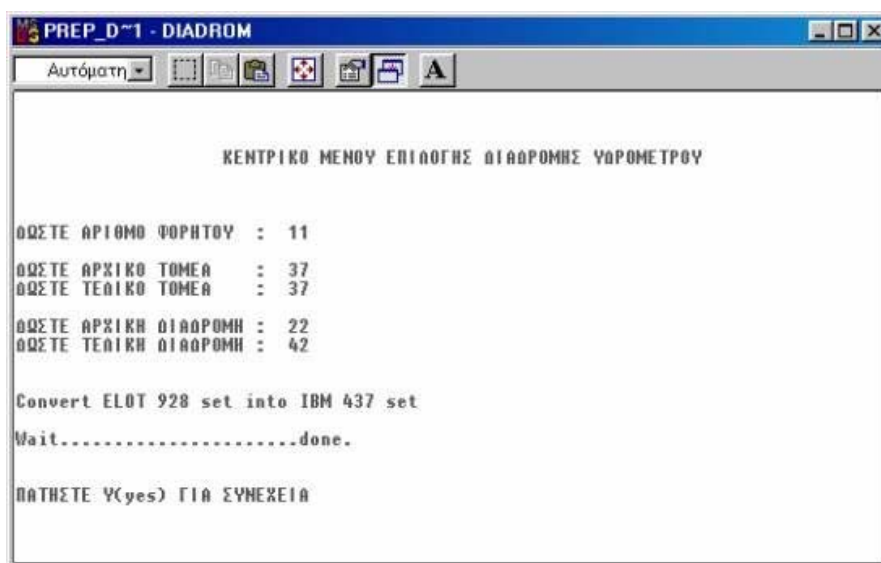 PREP_D~1 - DIADROM
Αυτόματη
A
ΚΕΝΤΡΙΚΟ ΜΕΝΟΥ ΕΠΙΛΟΓΗΣ ΔΙΑΔΡΟΜΗΣ ΥΔΡΟΜΕΤΡΟΥ
ΔΩΣΤΕ ΑΡΙΘΜΟ ΦΟΡΗΤΟΥ : 11
ΔΩΣΤΕ ΑΡΧΙΚΟ ΤΟΜΕΑ : 37
ΔΩΣΤΕ ΤΕΛΙΚΟ ΤΟΜΕΑ : 37
ΔΩΣΤΕ ΑΡΧΙΚΗ ΔΙΑΔΡΟΜΗ : 22
ΔΩΣΤΕ ΤΕΛΙΚΗ ΔΙΑΔΡΟΜΗ : 42
Convert ELOT 928 set into IBM 437 set
Wait......................done.
ΠΑΤΗΣΤΕ Y(yes) ΓΙΑ ΣΥΝΕΧΕΙΑ